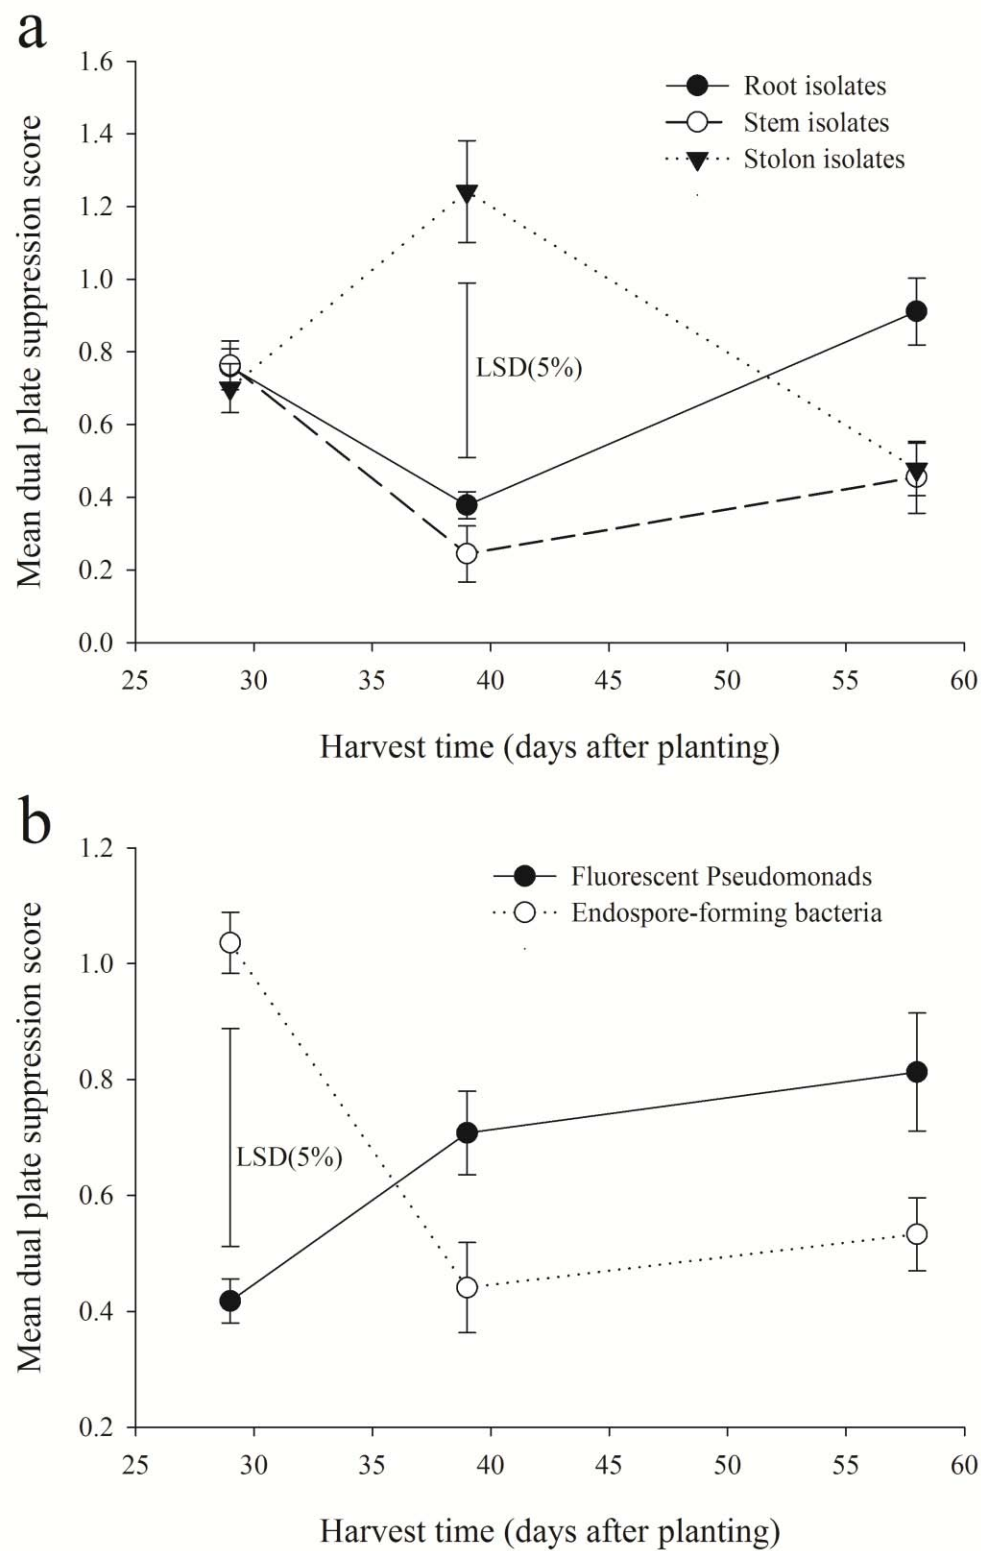 a
1.6
1.4
1.2
1.0
0.8
0.6
0.4
0.2
0.0
Mean dual plate suppression score
Root isolates
Stem isolates
Stolon isolates
LSD(5%)
25 30 35 40 45 50 55 60
Harvest time (days after planting)
b
1.2
1.0
0.8
0.6
0.4
0.2
Mean dual plate suppression score
Fluorescent Pseudomonads
Endospore-forming bacteria
LSD(5%)
25 30 35 40 45 50 55 60
Harvest time (days after planting)